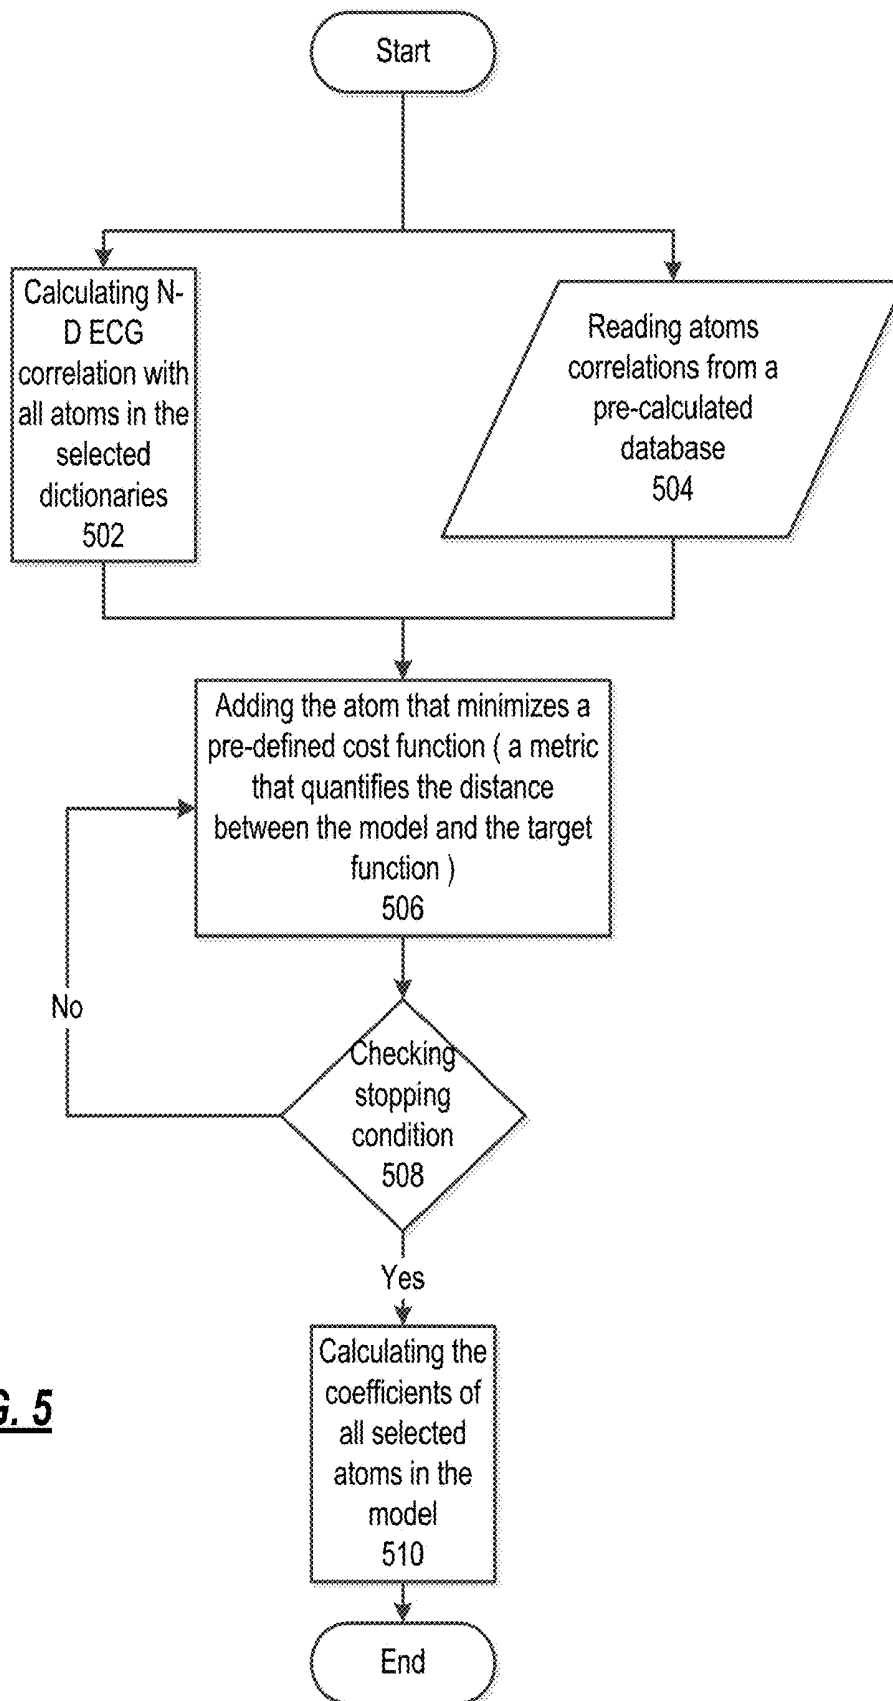 Start
Calculating N-
D ECG
correlation with
all atoms in the
selected
dictionaries
502
Reading atoms
correlations from a
pre-calculated
database
504
Adding the atom that minimizes a
pre-defined cost function ( a metric
that quantifies the distance
between the model and the target
function )
506
No
Checking
stopping
condition
508
Yes
Calculating the
coefficients of
all selected
atoms in the
model
510
G. 5
End